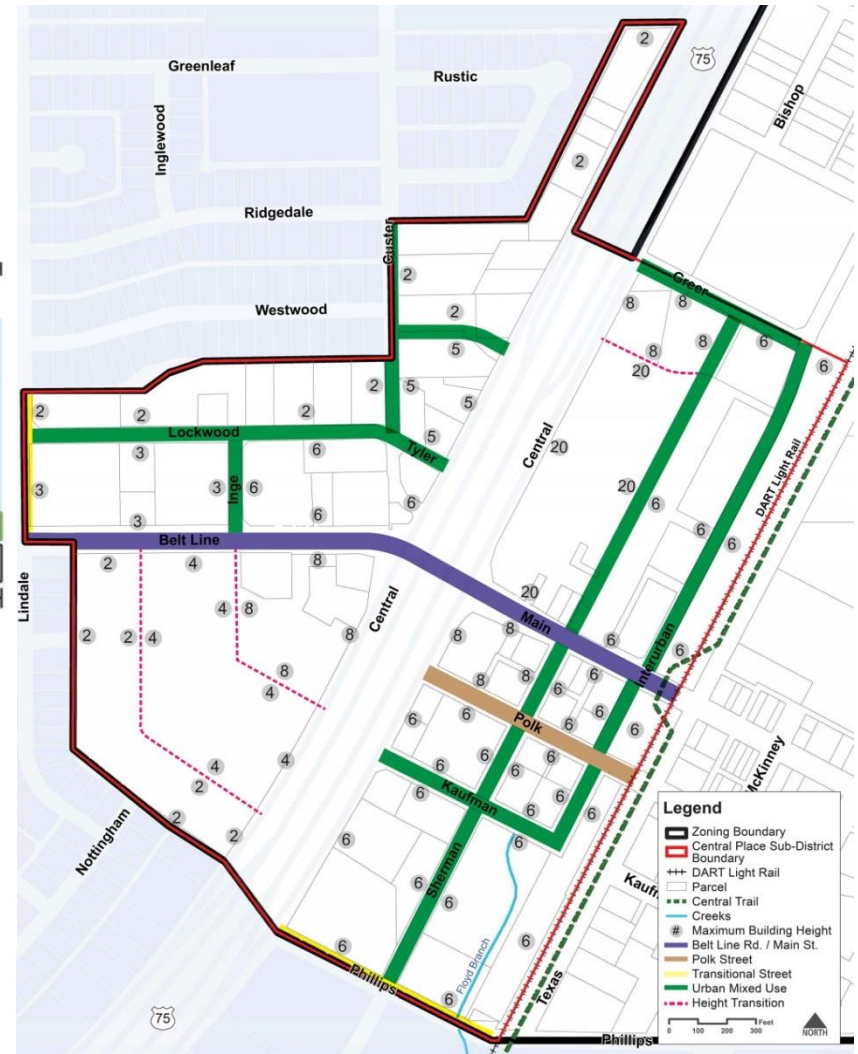 2
75
Bishop
Greenleaf
Rustic
Inglewood
2
Ridgedale
Custer
Westwood
2
Greer
8
8
2
8
6
5
8
6
20
2
5
5
2
2
2
Lockwood
Tyler
5
Central
3
6
20
3
3
Inge
6
20
DART Light Rail
6
6
3
6
6
6
Belt Line
2
4
8
20
Lindale
4
8
Central
Main
8
8
6
2
2
4
8
6
Interurban
8
4
8
8
6
6
6
6
Polk
6
6
6
4
4
6
6
6
McKinney
2
Kaufman
6
6
6
6
2
2
Nottingham
6
6
Sherman
6
6
6
6
Floyd Branch
6
Phillips
6
Texas
75
Phillips
Legend
Zoning Boundary
Central Place Sub-District
Boundary
DART Light Rail
Parcel
Central Trail
Creeks
# Maximum Building Height
Belt Line Rd. / Main St.
Polk Street
Transitional Street
Urban Mixed Use
Height Transition
Feet
0 100 200 300
NORTH